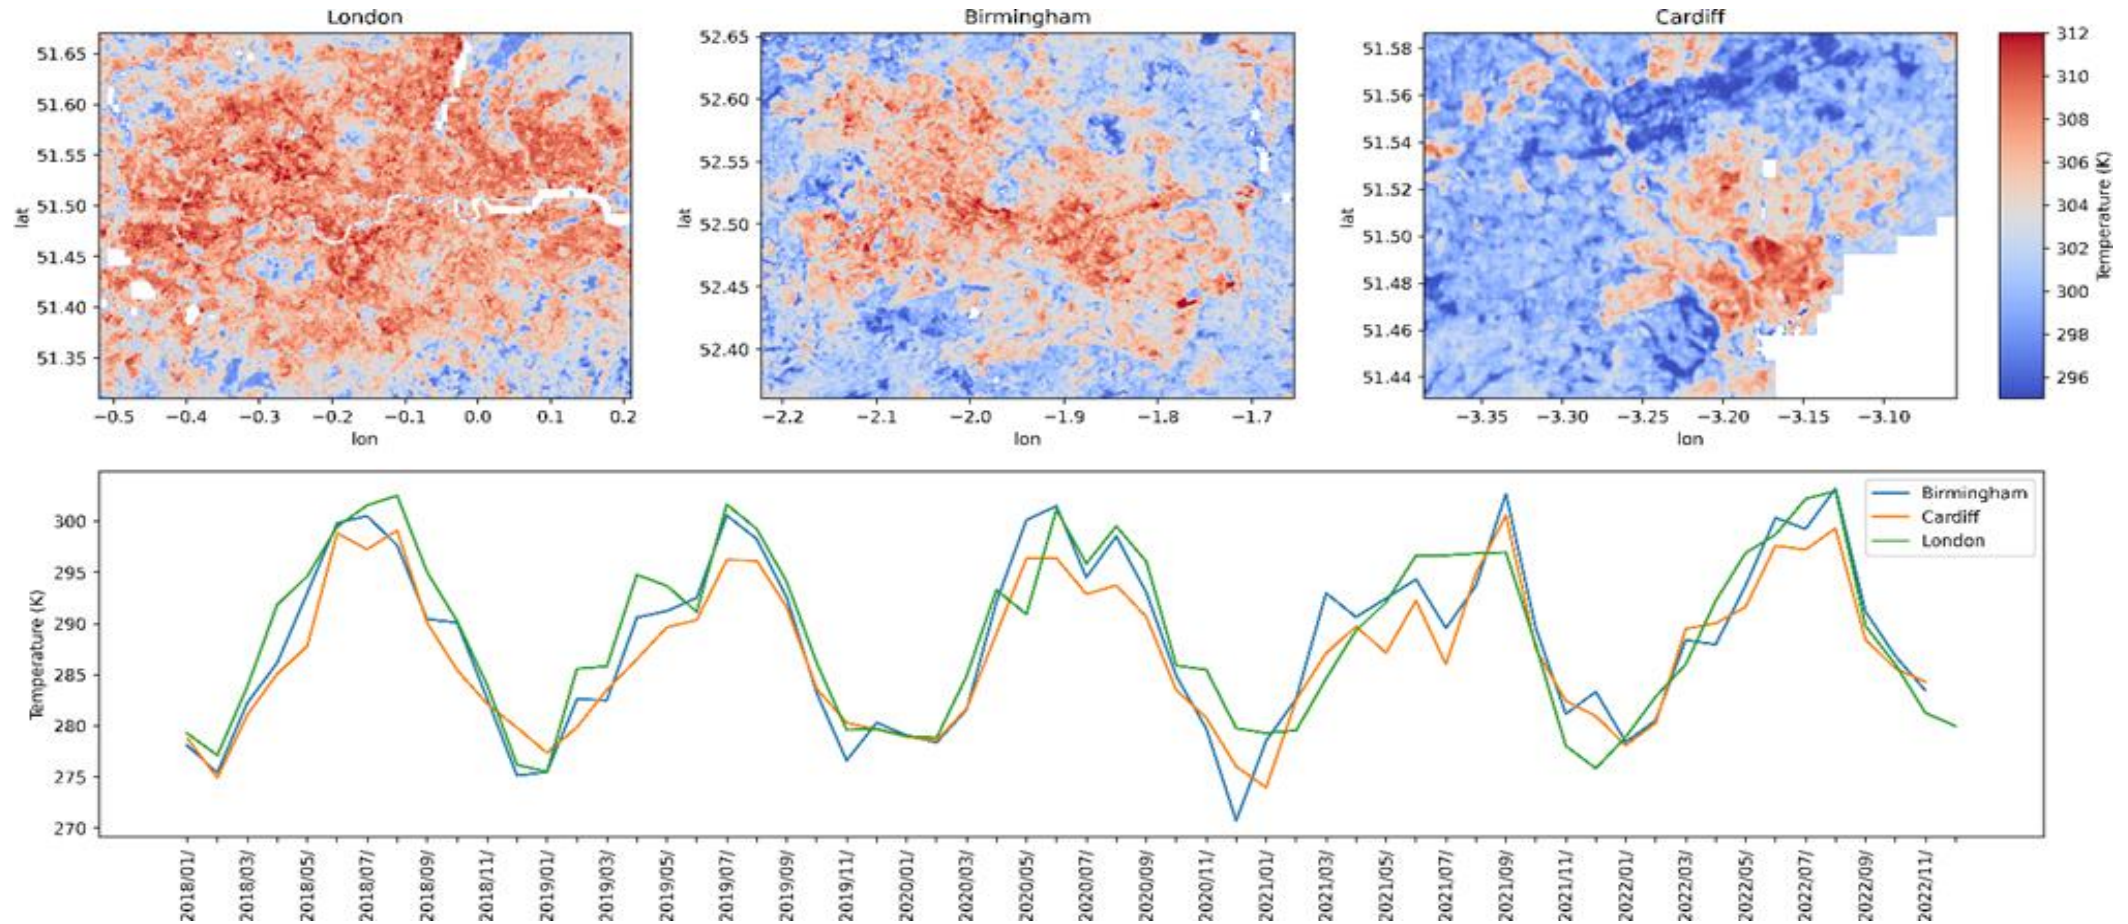 London
51.65
51.60
51.55
51.50
51.45
51.40
51.35
lat
−0.5 −0.4 −0.3 −0.2 −0.1 0.0 0.1 0.2
lon
Birmingham
52.65
52.60
52.55
52.50
52.45
52.40
lat
−2.2 −2.1 −2.0 −1.9 −1.8 −1.7
lon
Cardiff
51.58
51.56
51.54
51.52
51.50
51.48
51.46
51.44
lat
−3.35 −3.30 −3.25 −3.20 −3.15 −3.10
lon
312
310
308
306
304
302
300
298
296
Temperature (K)
300
295
290
285
280
275
270
Temperature (K)
Birmingham
Cardiff
London
2018/01/ 2018/03/ 2018/05/ 2018/07/ 2018/09/ 2018/11/ 2019/01/ 2019/03/ 2019/05/ 2019/07/ 2019/09/ 2019/11/ 2020/01/ 2020/03/ 2020/05/ 2020/07/ 2020/09/ 2020/11/ 2021/01/ 2021/03/ 2021/05/ 2021/07/ 2021/09/ 2021/11/ 2022/01/ 2022/03/ 2022/05/ 2022/07/ 2022/09/ 2022/11/